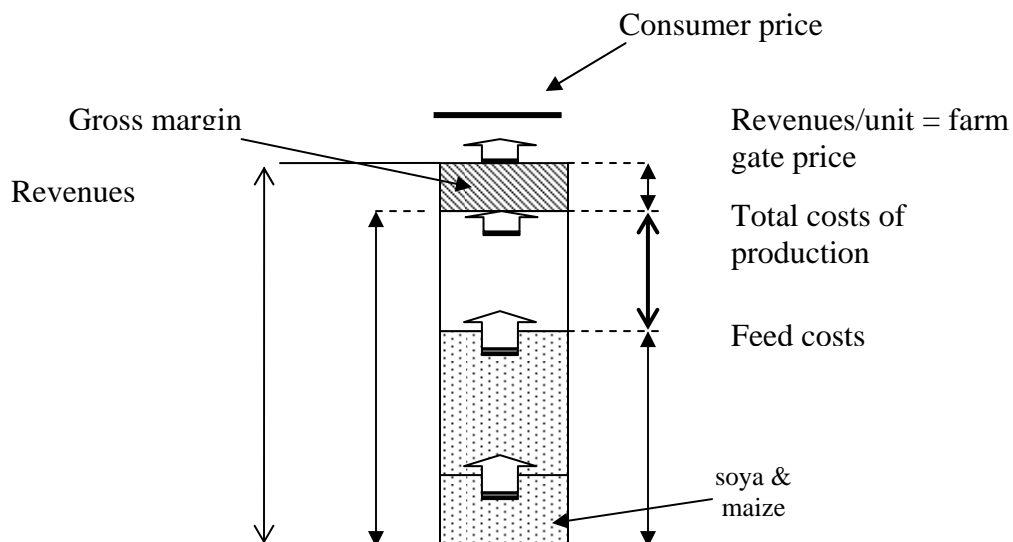 Consumer price
Gross margin
Revenues/unit = farm
gate price
Revenues
Total costs of
production
Feed costs
soya &
maize